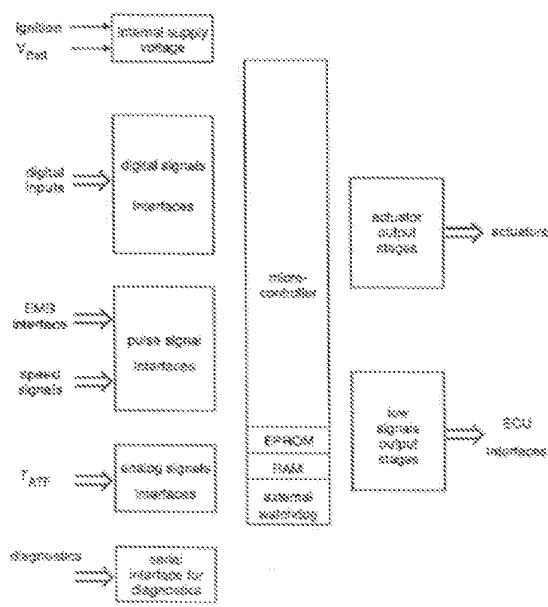 Ignition
V Batt
internal supply
voltage
digital
inputs
digital signals
interfaces
EMS
interface
speed
signals
pulse signal
interfaces
T ATF
analog signals
interfaces
diagnostics
serial
interface for
diagnostics
micro-
controller
EPROM
RAM
external
watchdog
actuator
output
stages
actuators
low
signals
output
stages
ECU
interfaces